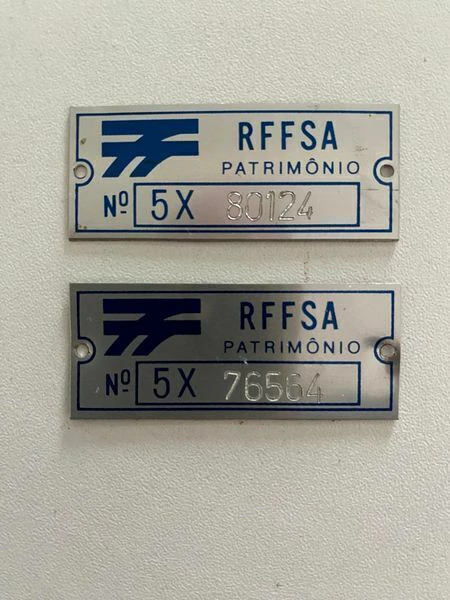 RFFSA
PATRIMÔNIO
Nº 5X 80124
RFFSA
PATRIMÔNIO
Nº 5X 76564